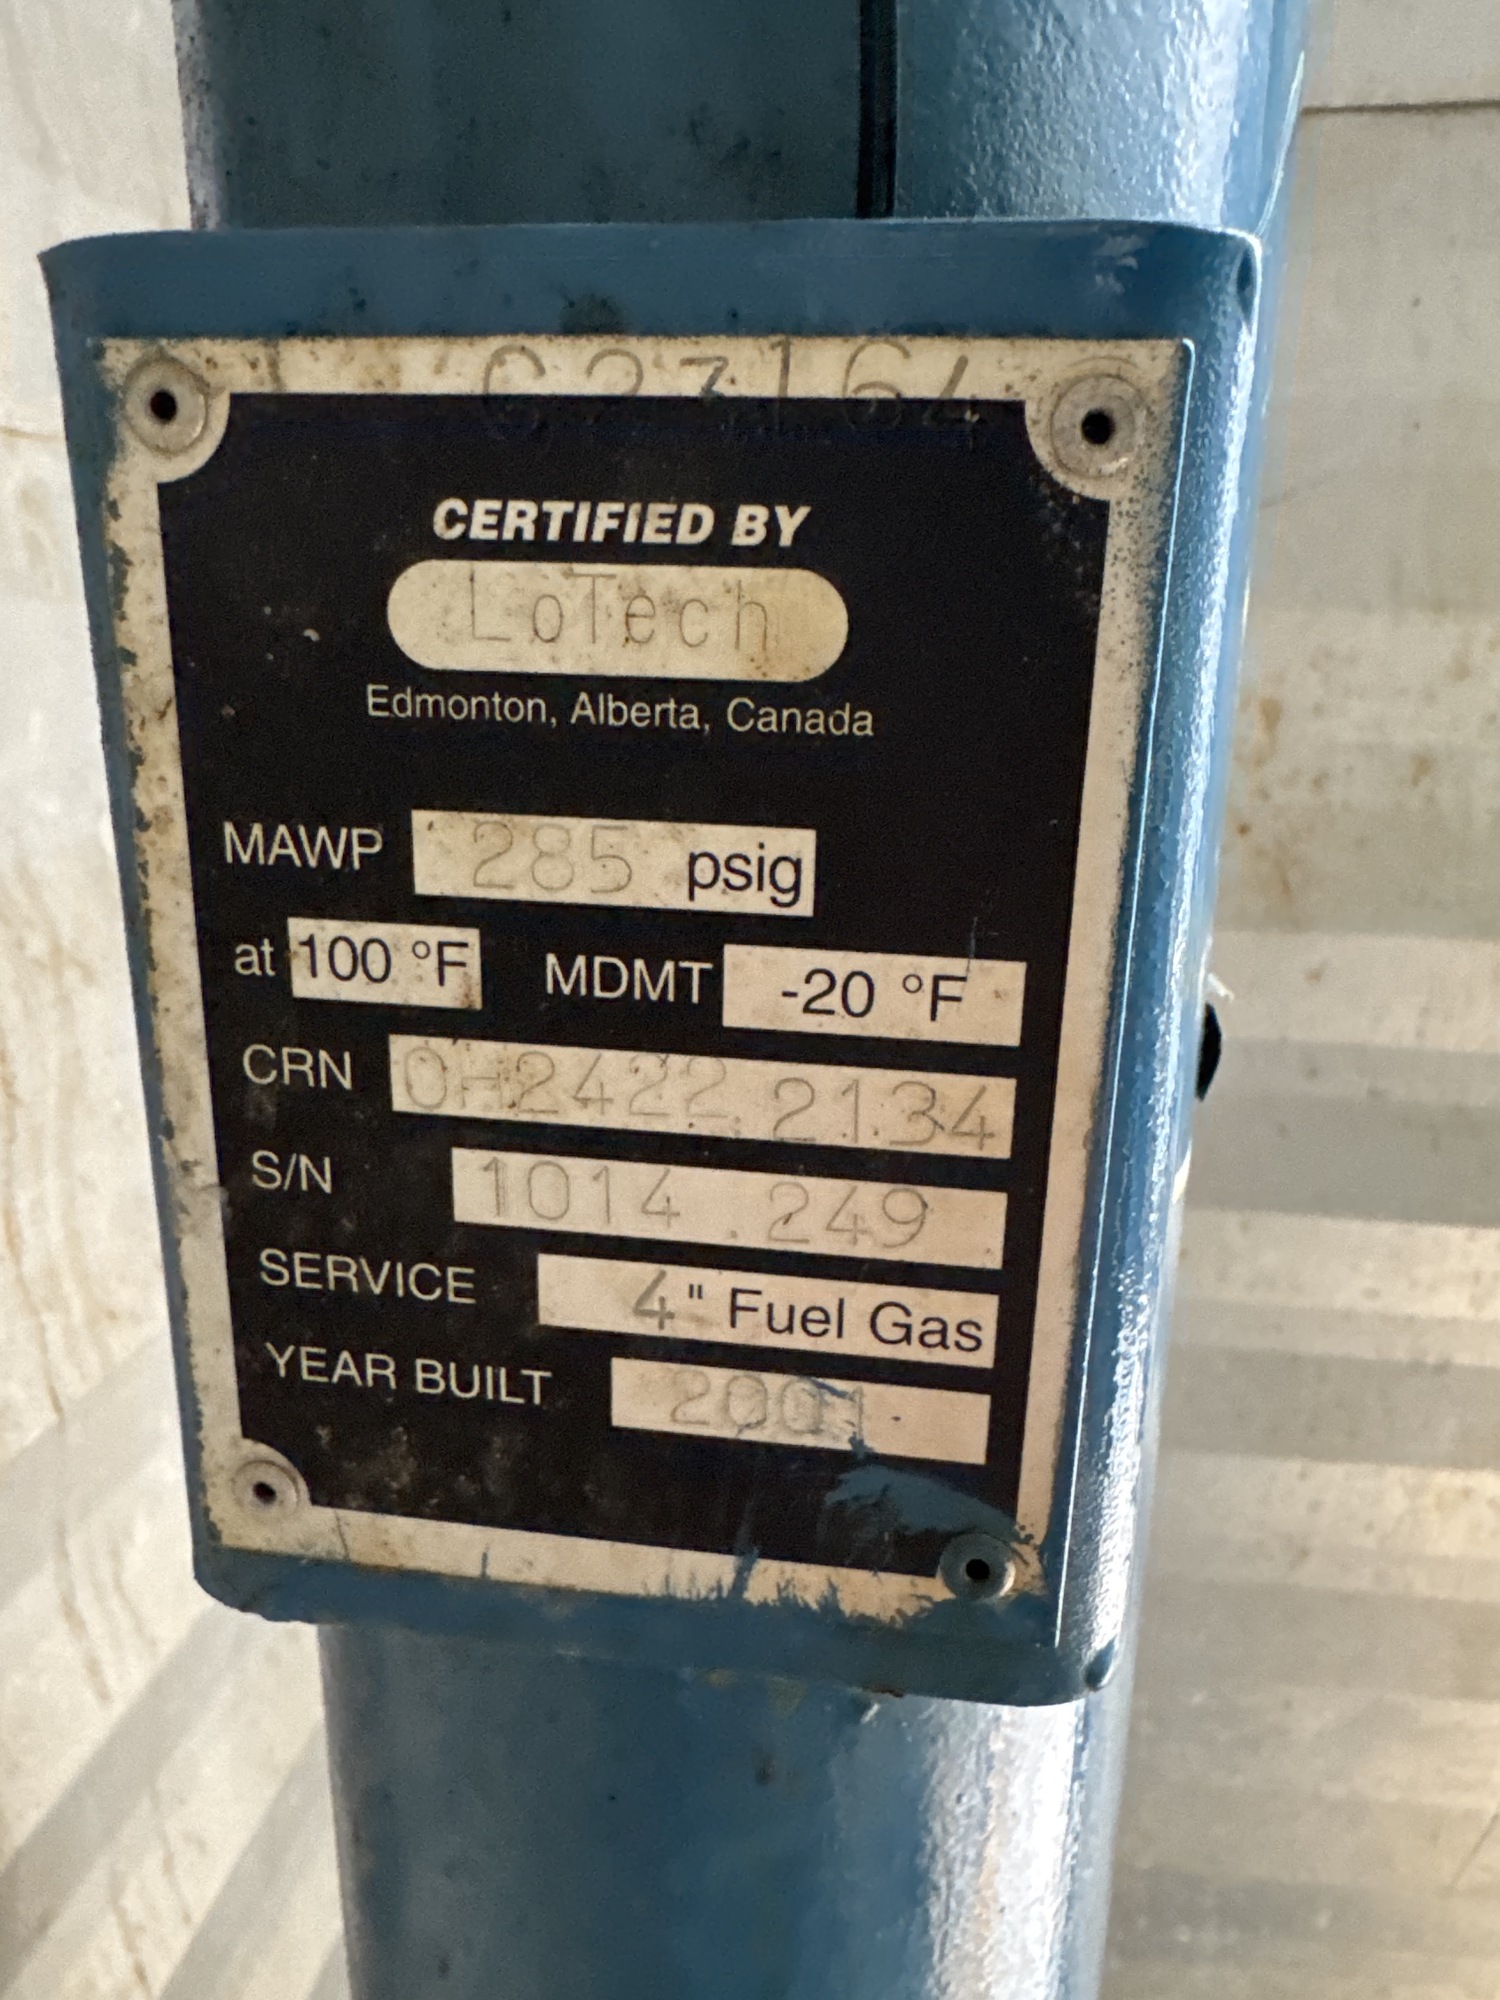 C23164
CERTIFIED BY
LoTech
Edmonton, Alberta, Canada
MAWP 285 psig
at 100 °F MDMT -20 °F
CRN 0H2422.2134
S/N 1014.249
SERVICE 4" Fuel Gas
YEAR BUILT 2001